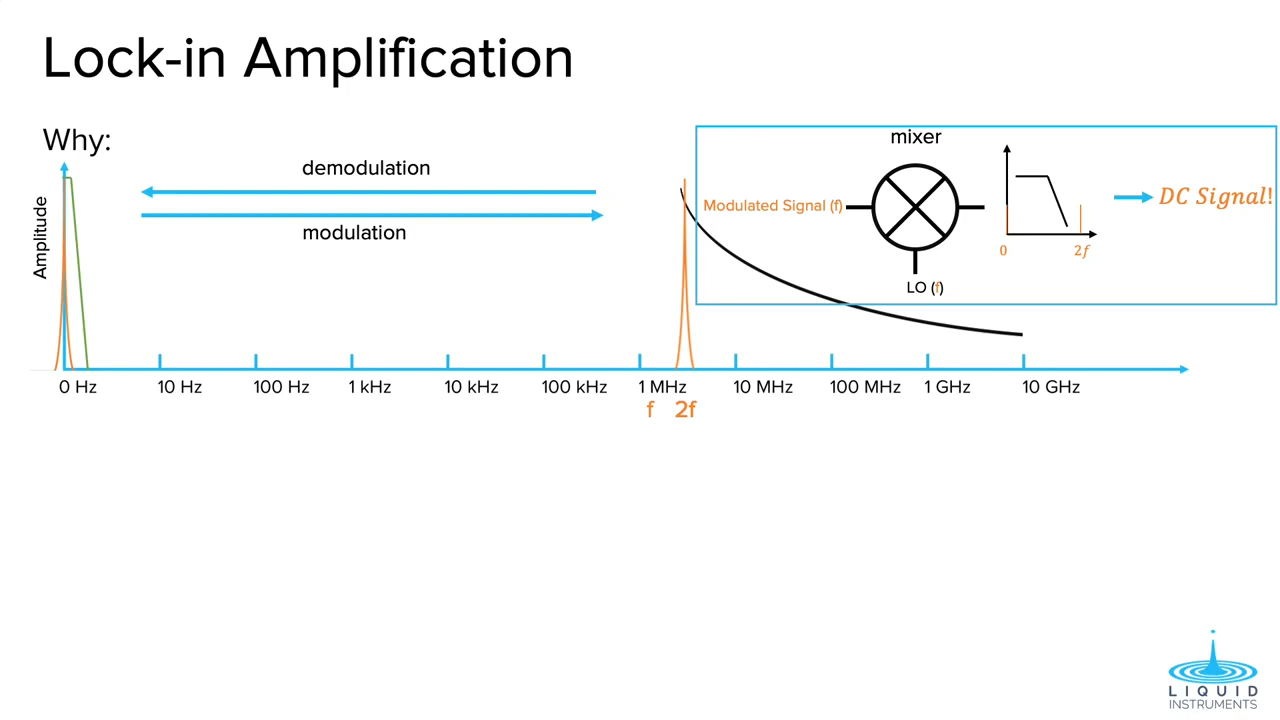 Lock-in Amplification
Why:
demodulation
modulation
Amplitude
mixer
Modulated Signal (f)
LO (f)
0
2f
DC Signal!
0 Hz
10 Hz
100 Hz
1 kHz
10 kHz
100 kHz
1 MHz
10 MHz
100 MHz
1 GHz
10 GHz
f
2f
LIQUID
INSTRUMENTS